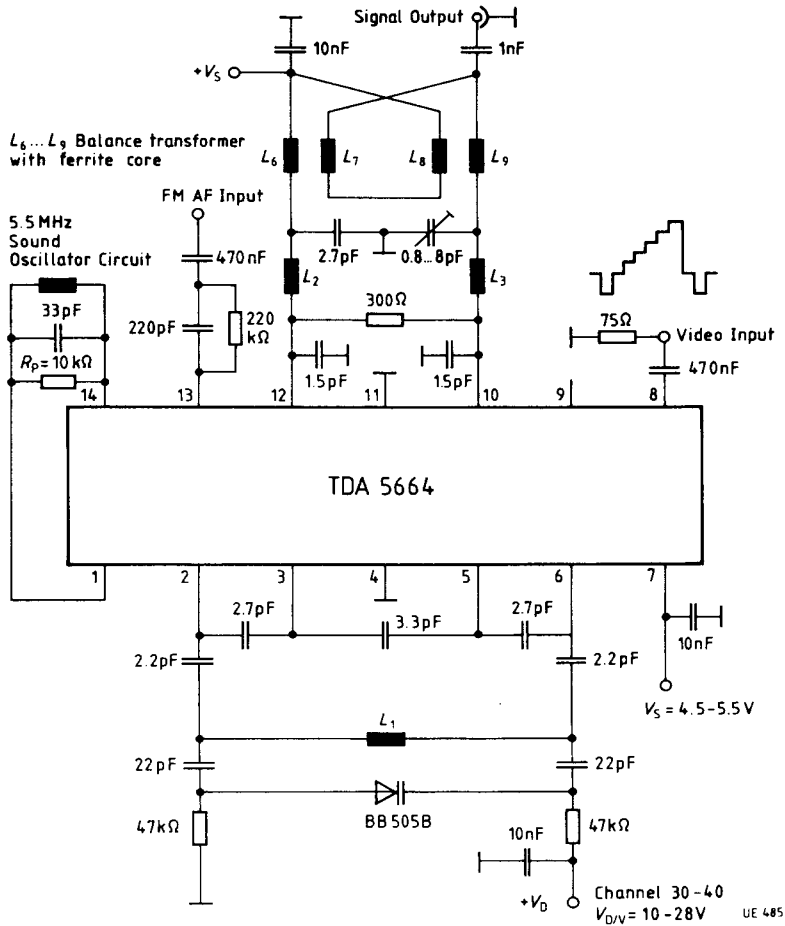 Signal Output
10nF
1nF
+VS
L6...L9 Balance transformer
with ferrite core
L6
L7
L8
L9
FM AF Input
5.5MHz
Sound
Oscillator Circuit
470nF
2.7pF
0.8...8pF
L2
L3
33pF
220pF
220
kΩ
300Ω
75Ω
Video Input
RP=10kΩ
1.5pF
1.5pF
470nF
14
13
12
11
10
9
8
TDA 5664
1
2
3
4
5
6
7
2.7pF
3.3pF
2.7pF
10nF
2.2pF
2.2pF
VS = 4.5-5.5V
L1
22pF
22pF
BB 505B
47kΩ
47kΩ
10nF
+VD
Channel 30-40
VD/V= 10-28V
UE 485